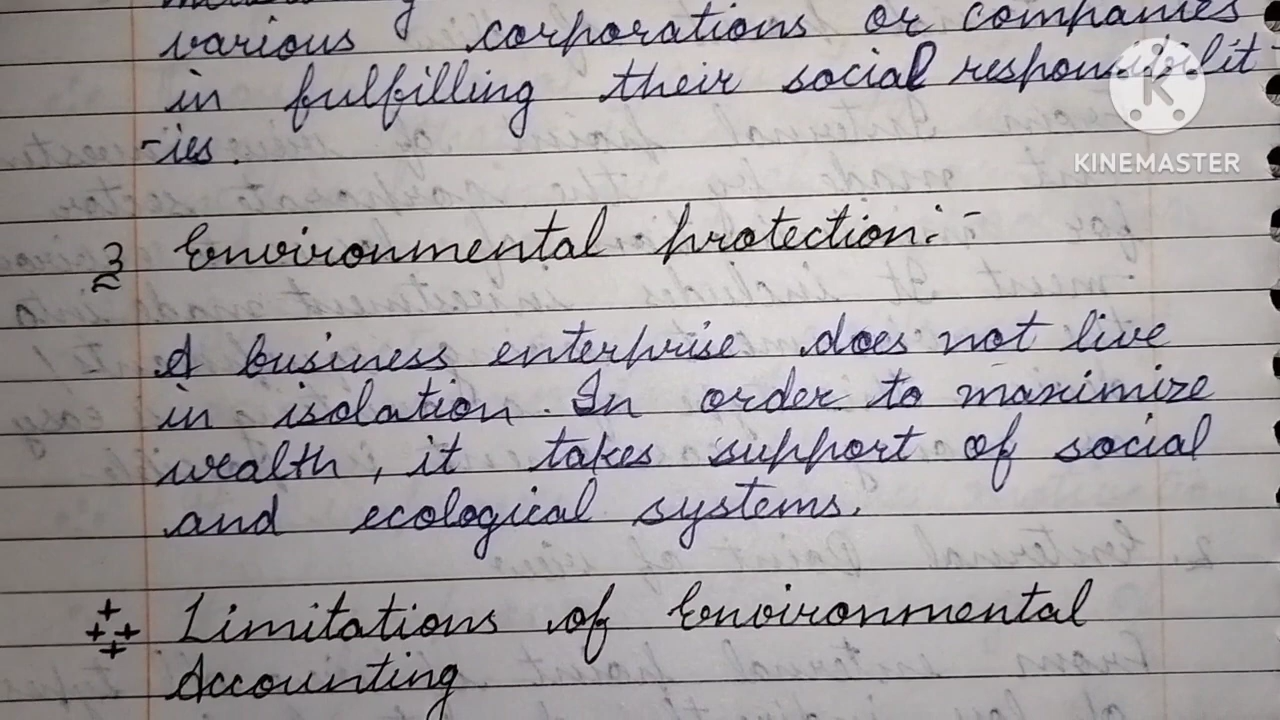 various corporations or companies
in fulfilling their social responsibilit
-ies.
KINEMASTER
3 Environmental protection:-
A business enterprise does not live
in isolation. In order to maximize
wealth, it takes support of social
and ecological systems.
Limitations of Environmental
Accounting